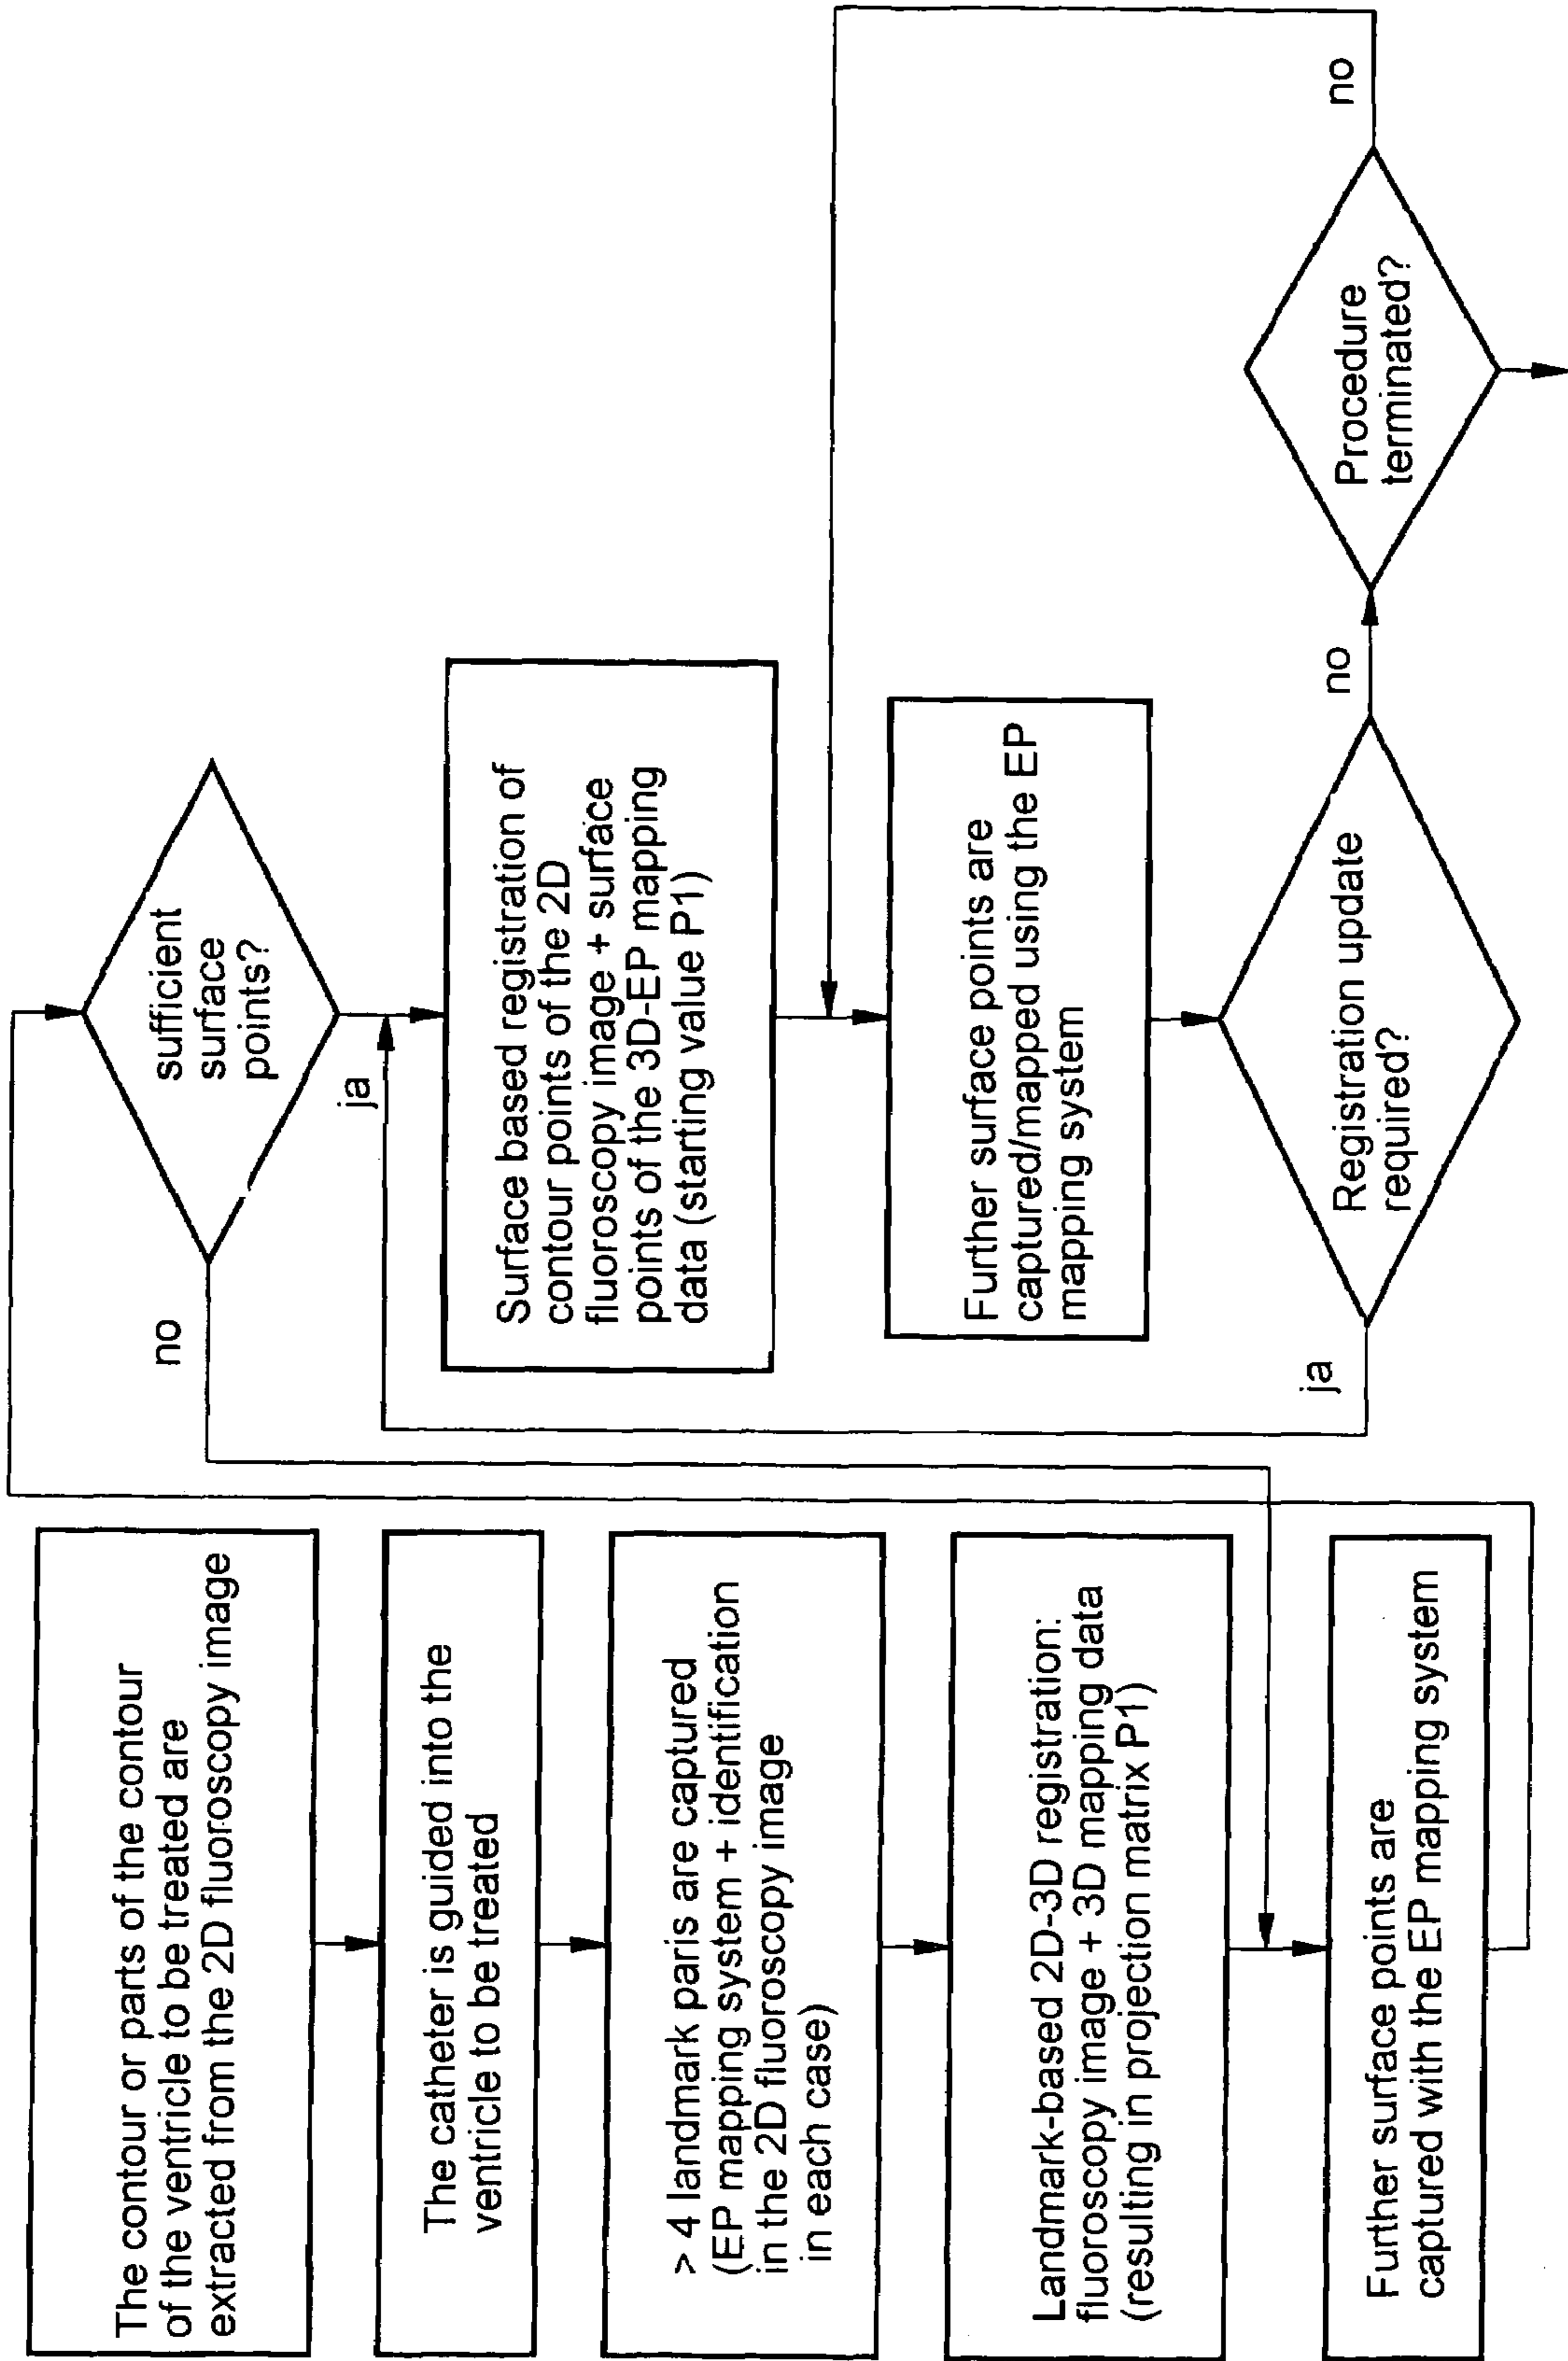 The contour or parts of the contour
of the ventricle to be treated are
extracted from the 2D fluoroscopy image
The catheter is guided into the
ventricle to be treated
> 4 landmark paris are captured
(EP mapping system + identification
in the 2D fluoroscopy image
in each case)
Landmark-based 2D-3D registration:
fluoroscopy image + 3D mapping data
(resulting in projection matrix P1)
Further surface points are
captured with the EP mapping system
sufficient
surface
points?
no
ja
Surface based registration of
contour points of the 2D
fluoroscopy image + surface
points of the 3D-EP mapping
data (starting value P1)
Further surface points are
captured/mapped using the EP
mapping system
Registration update
required?
ja
no
Procedure
terminated?
no